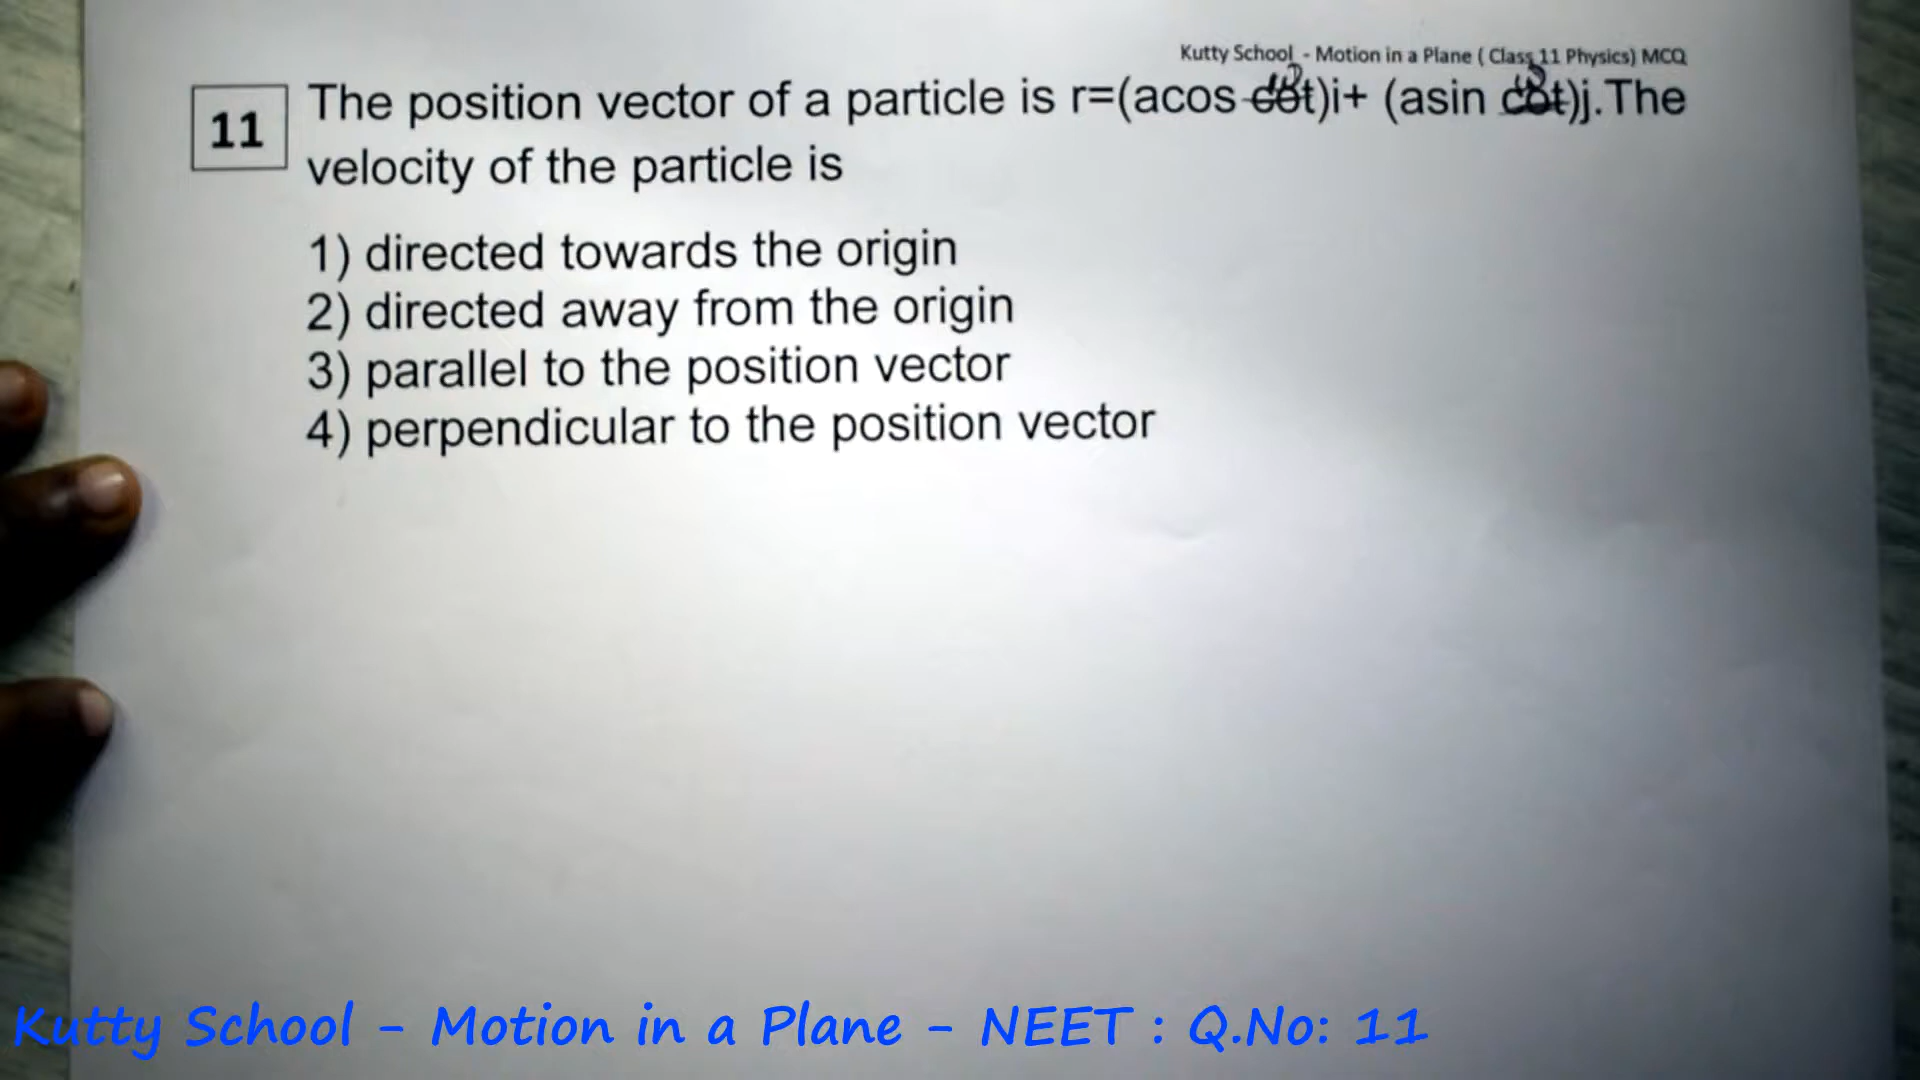 Kutty School - Motion in a Plane ( Class 11 Physics) MCQ
11 The position vector of a particle is r=(acos t)i+ (asin t)j.The
velocity of the particle is
1) directed towards the origin
2) directed away from the origin
3) parallel to the position vector
4) perpendicular to the position vector
Kutty School - Motion in a Plane - NEET : Q.No: 11